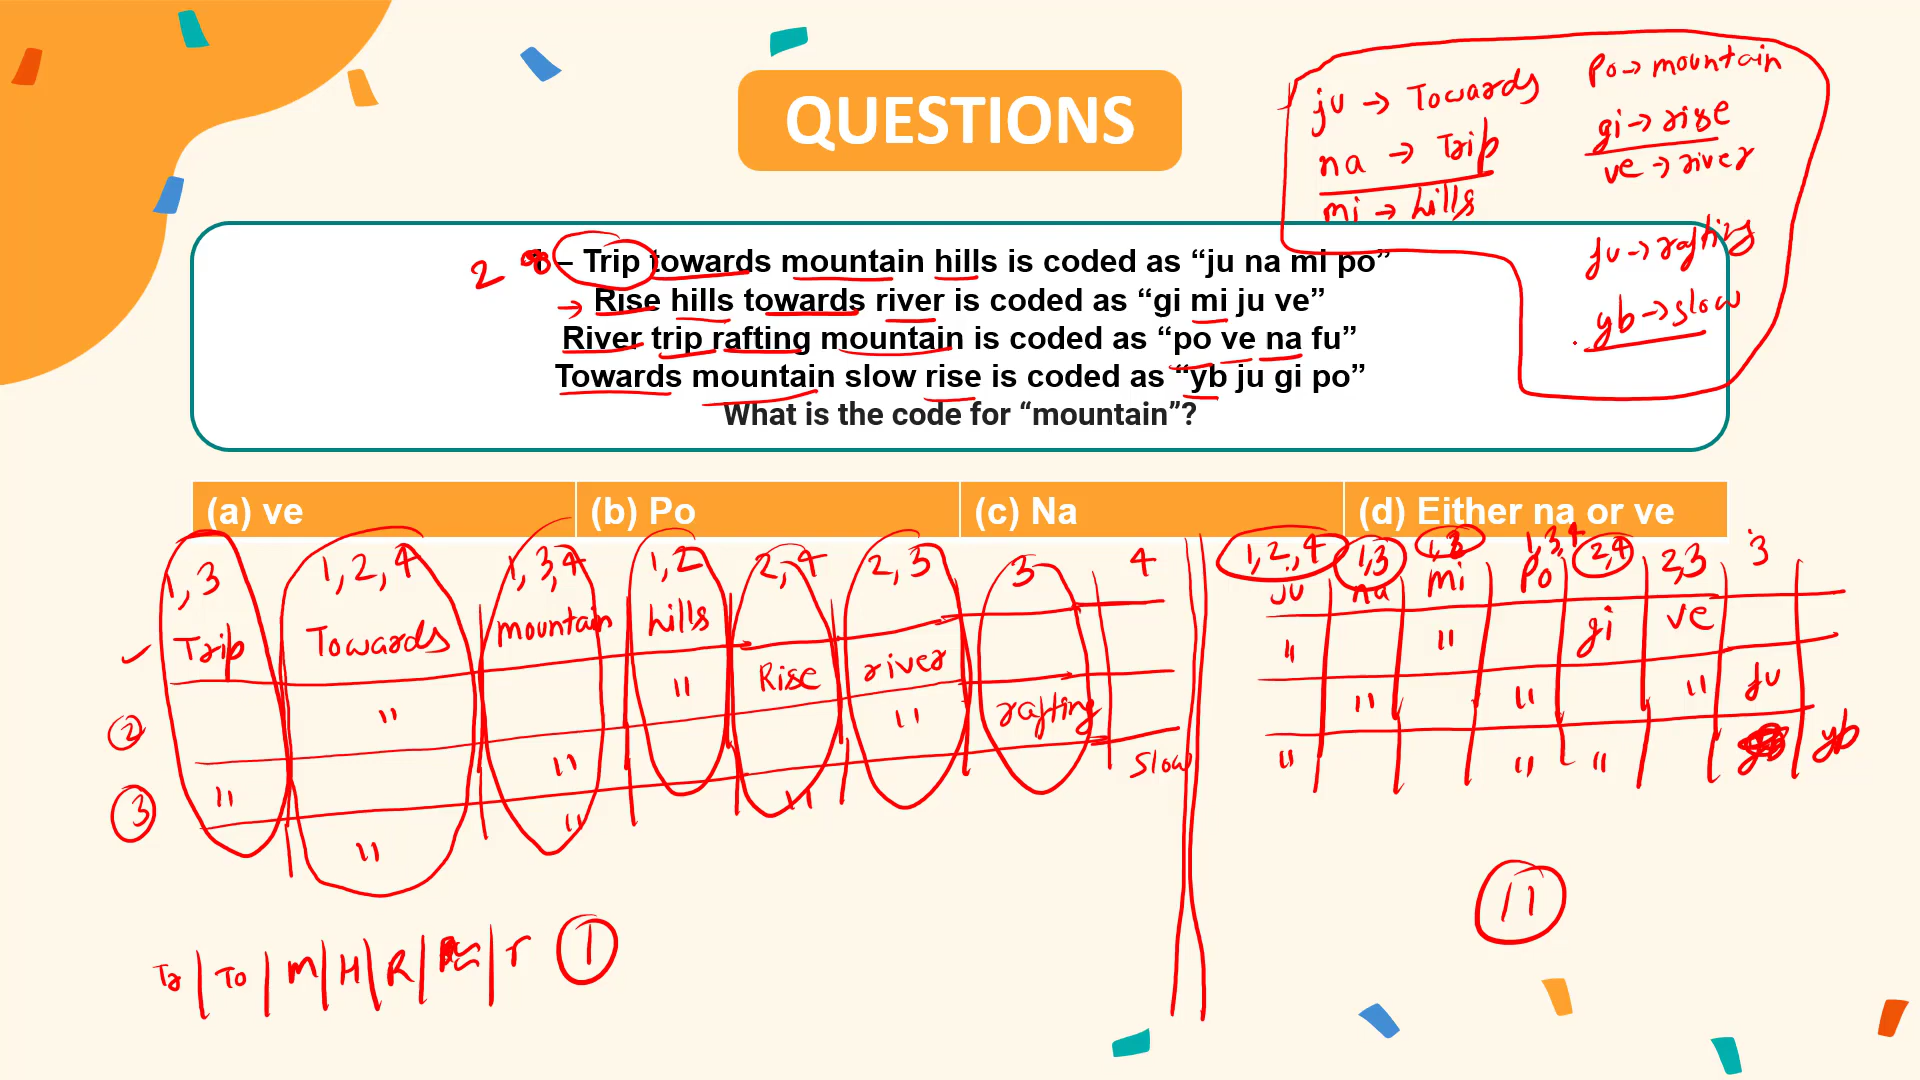 QUESTIONS
ju → Towards
na → Trip
mi → hills
Po → mountain
gi → rise
ve → river
fu → rafting
yb → slow
2
– Trip towards mountain hills is coded as “ju na mi po”
→ Rise hills towards river is coded as “gi mi ju ve”
River trip rafting mountain is coded as “po ve na fu”
Towards mountain slow rise is coded as “yb ju gi po”
What is the code for “mountain”?
(a) ve (b) Po (c) Na (d) Either na or ve
1, 3 1, 2, 4 1, 3, 4 1, 2 2, 4 2, 3 3 4
Trip Towards mountain hills Rise river rafting Slow
" " " " " " " "
② 
③
1, 2, 4 1, 3 1, 3, 4 2, 4 2, 3 3
ju na mi Po gi ve fu yb
" " " " " " "
Tr | To | M | H | R | r ①
11